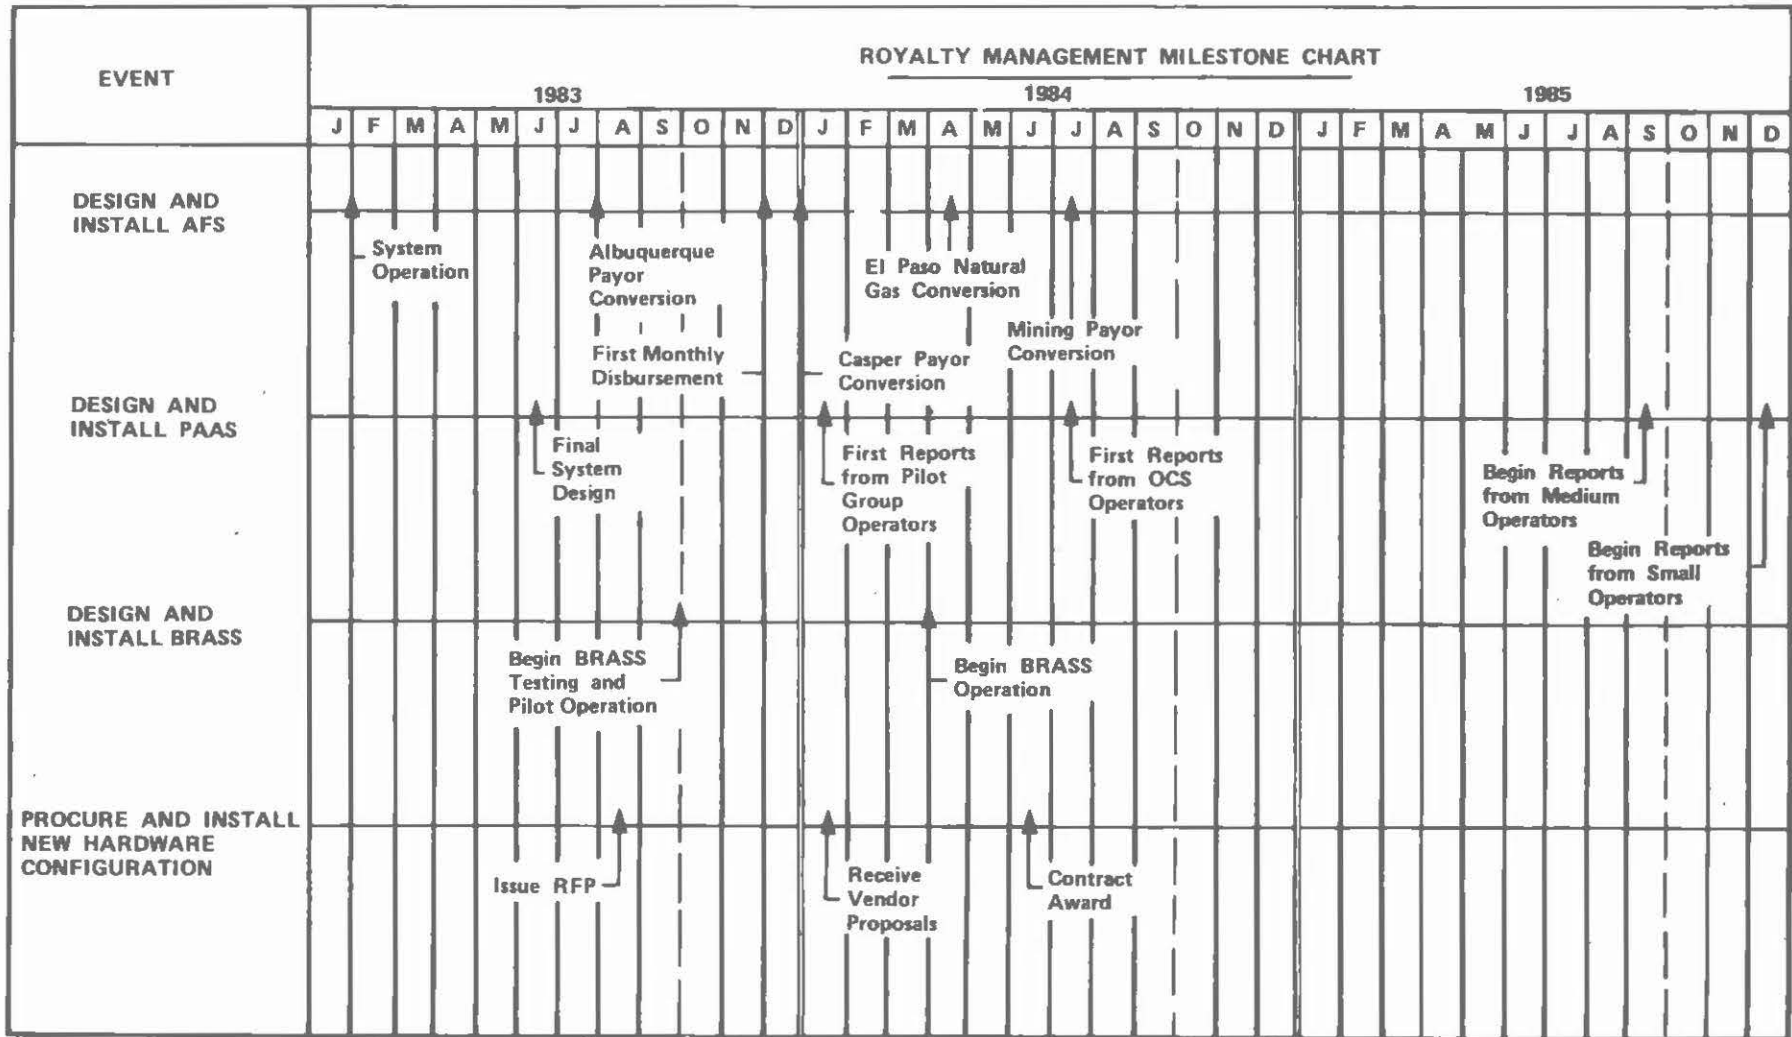 ROYALTY MANAGEMENT MILESTONE CHART
EVENT
1983 1984 1985
J F M A M J J A S O N D J F M A M J J A S O N D J F M A M J J A S O N D
DESIGN AND
INSTALL AFS
System
Operation
Albuquerque
Payor
Conversion
First Monthly
Disbursement
Casper Payor
Conversion
El Paso Natural
Gas Conversion
Mining Payor
Conversion
DESIGN AND
INSTALL PAAS
Final
System
Design
First Reports
from Pilot
Group
Operators
First Reports
from OCS
Operators
Begin Reports
from Medium
Operators
Begin Reports
from Small
Operators
DESIGN AND
INSTALL BRASS
Begin BRASS
Testing and
Pilot Operation
Begin BRASS
Operation
PROCURE AND INSTALL
NEW HARDWARE
CONFIGURATION
Issue RFP
Receive
Vendor
Proposals
Contract
Award